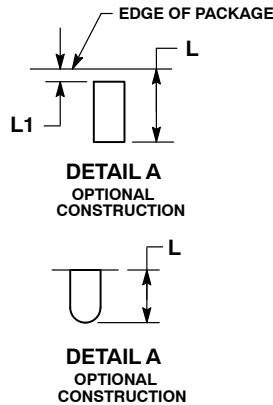 EDGE OF PACKAGE
L
L1
DETAIL A
OPTIONAL
CONSTRUCTION
L
DETAIL A
OPTIONAL
CONSTRUCTION